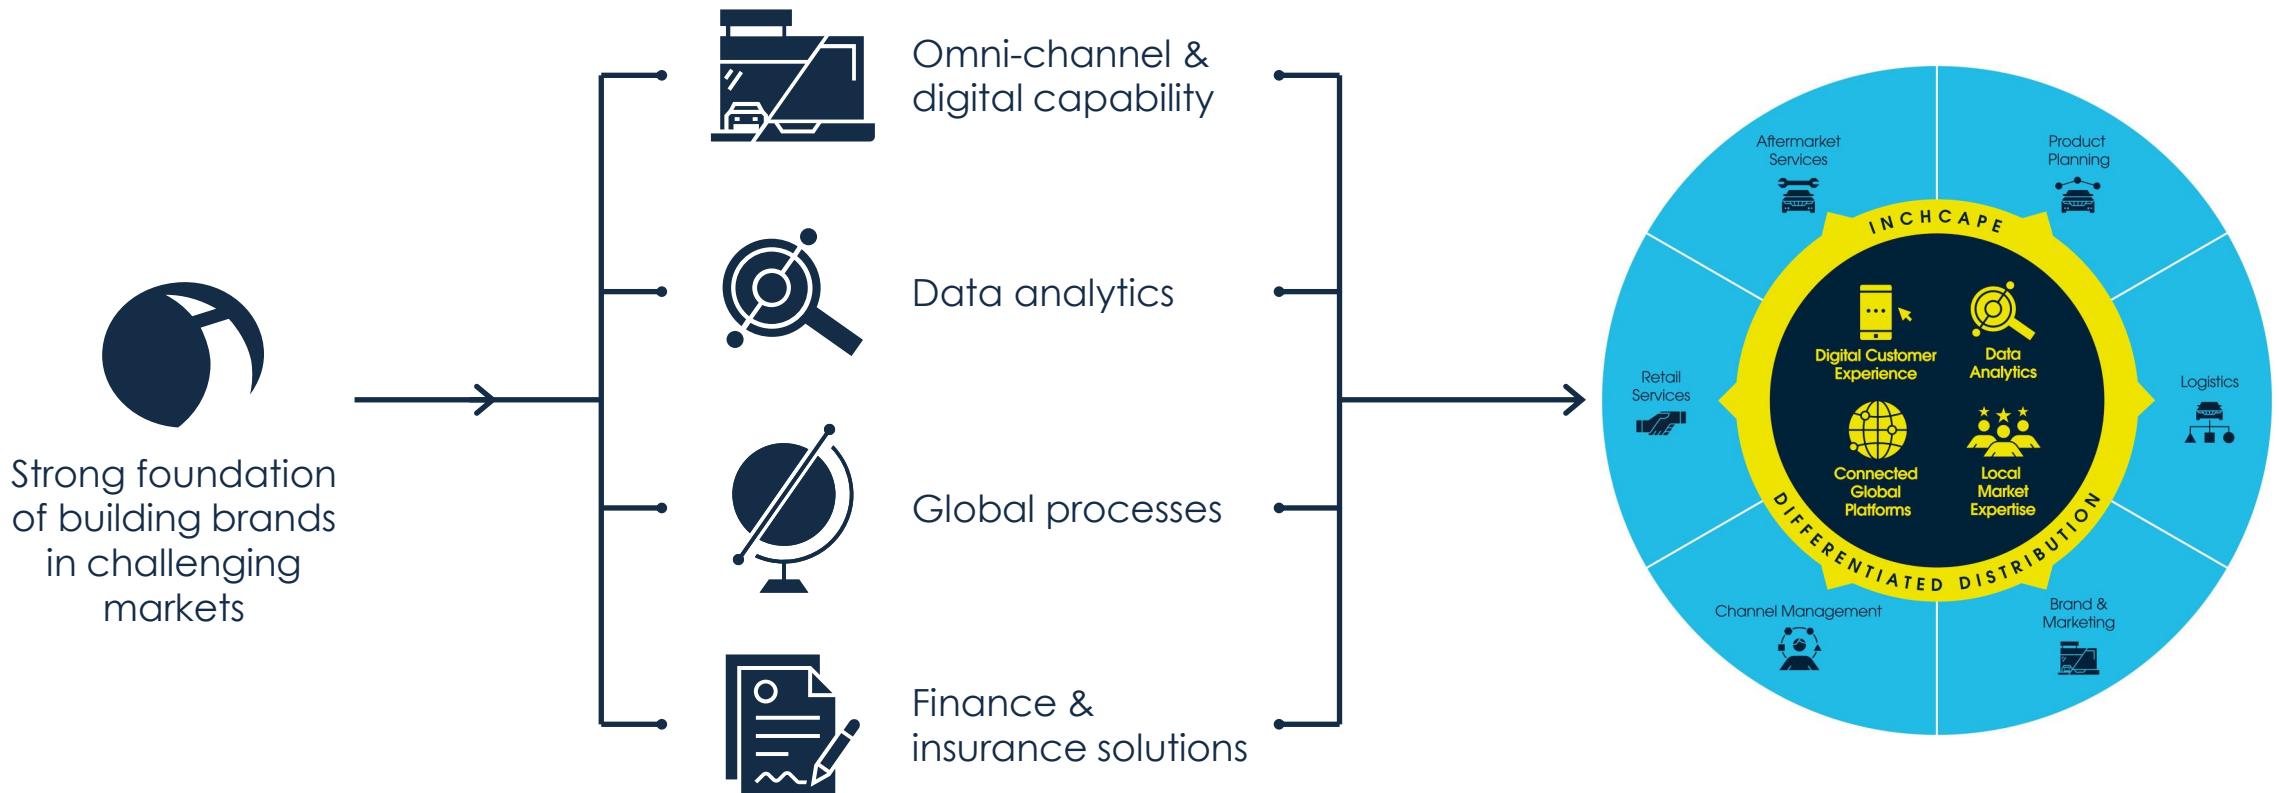 Strong foundation
of building brands
in challenging
markets
Omni-channel &
digital capability
Data analytics
Global processes
Finance &
insurance solutions
Aftermarket
Services
Product
Planning
Retail
Services
Logistics
Channel Management
Brand &
Marketing
INCHCAPE
DIFFERENTIATED DISTRIBUTION
Digital Customer
Experience
Data
Analytics
Connected
Global
Platforms
Local
Market
Expertise